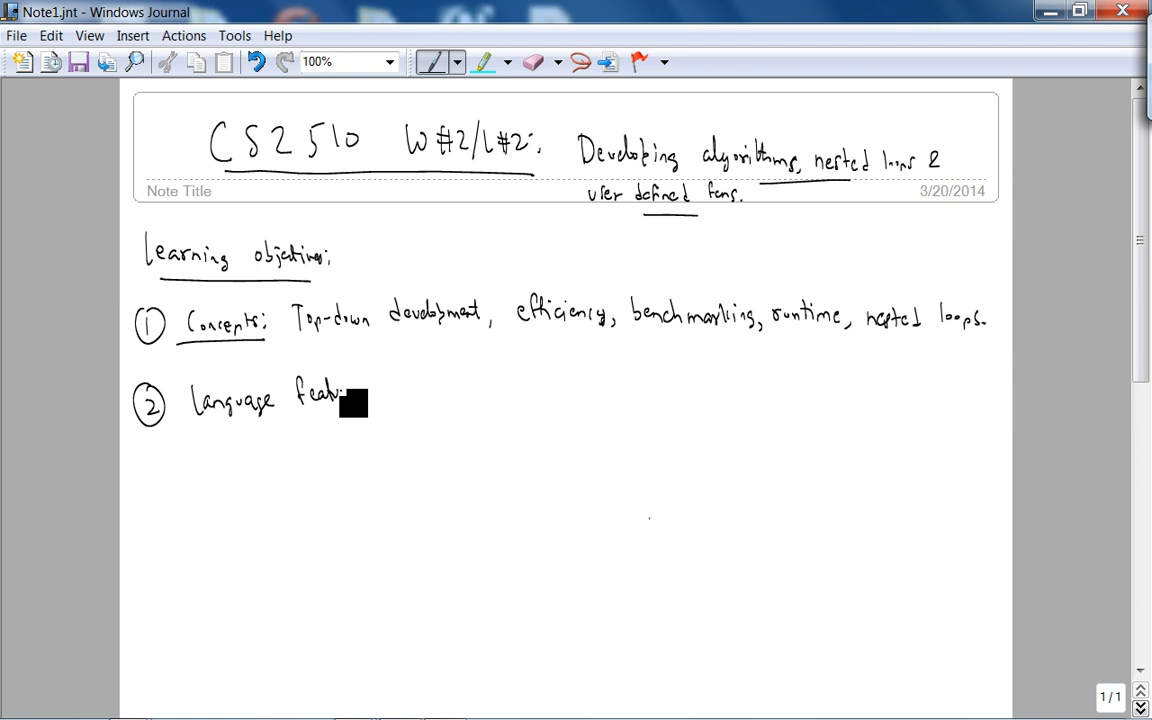 Note1.jnt - Windows Journal
File Edit View Insert Actions Tools Help
100%
CS2510 W#2/L#2: Developing algorithms, nested loops &
user defined fcns.
Note Title
3/20/2014
Learning objectives:
① Concepts: Top-down development, efficiency, benchmarking, runtime, nested loops.
② Language featu
1 / 1